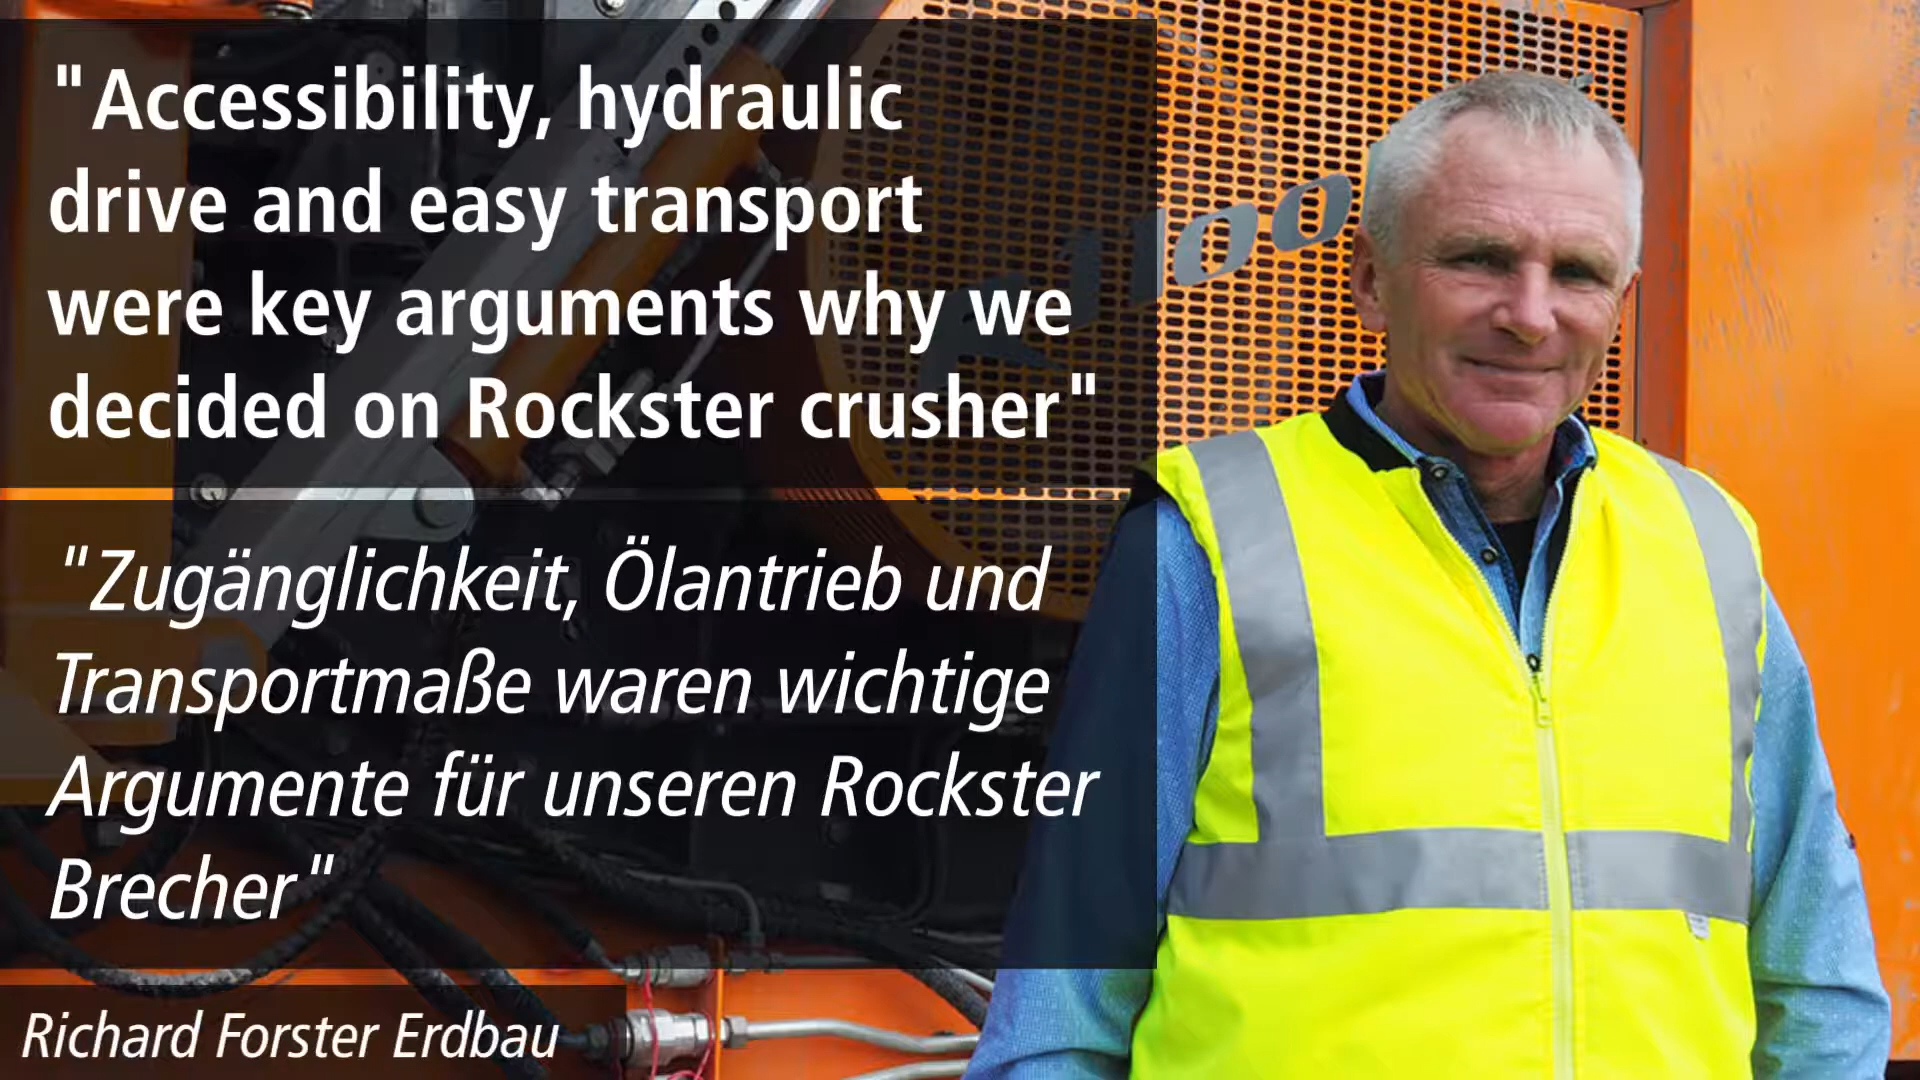 "Accessibility, hydraulic
drive and easy transport
were key arguments why we
decided on Rockster crusher"
"Zugänglichkeit, Ölantrieb und
Transportmaße waren wichtige
Argumente für unseren Rockster
Brecher"
Richard Forster Erdbau
R1100